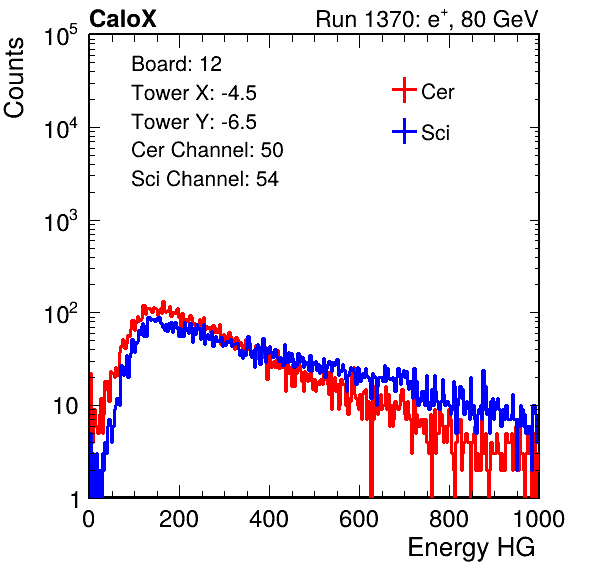 CaloX Run 1370: e⁺, 80 GeV
Counts
Board: 12
Tower X: -4.5
Tower Y: -6.5
Cer Channel: 50
Sci Channel: 54
Cer
Sci
10⁵
10⁴
10³
10²
10
1
0 200 400 600 800 1000
Energy HG